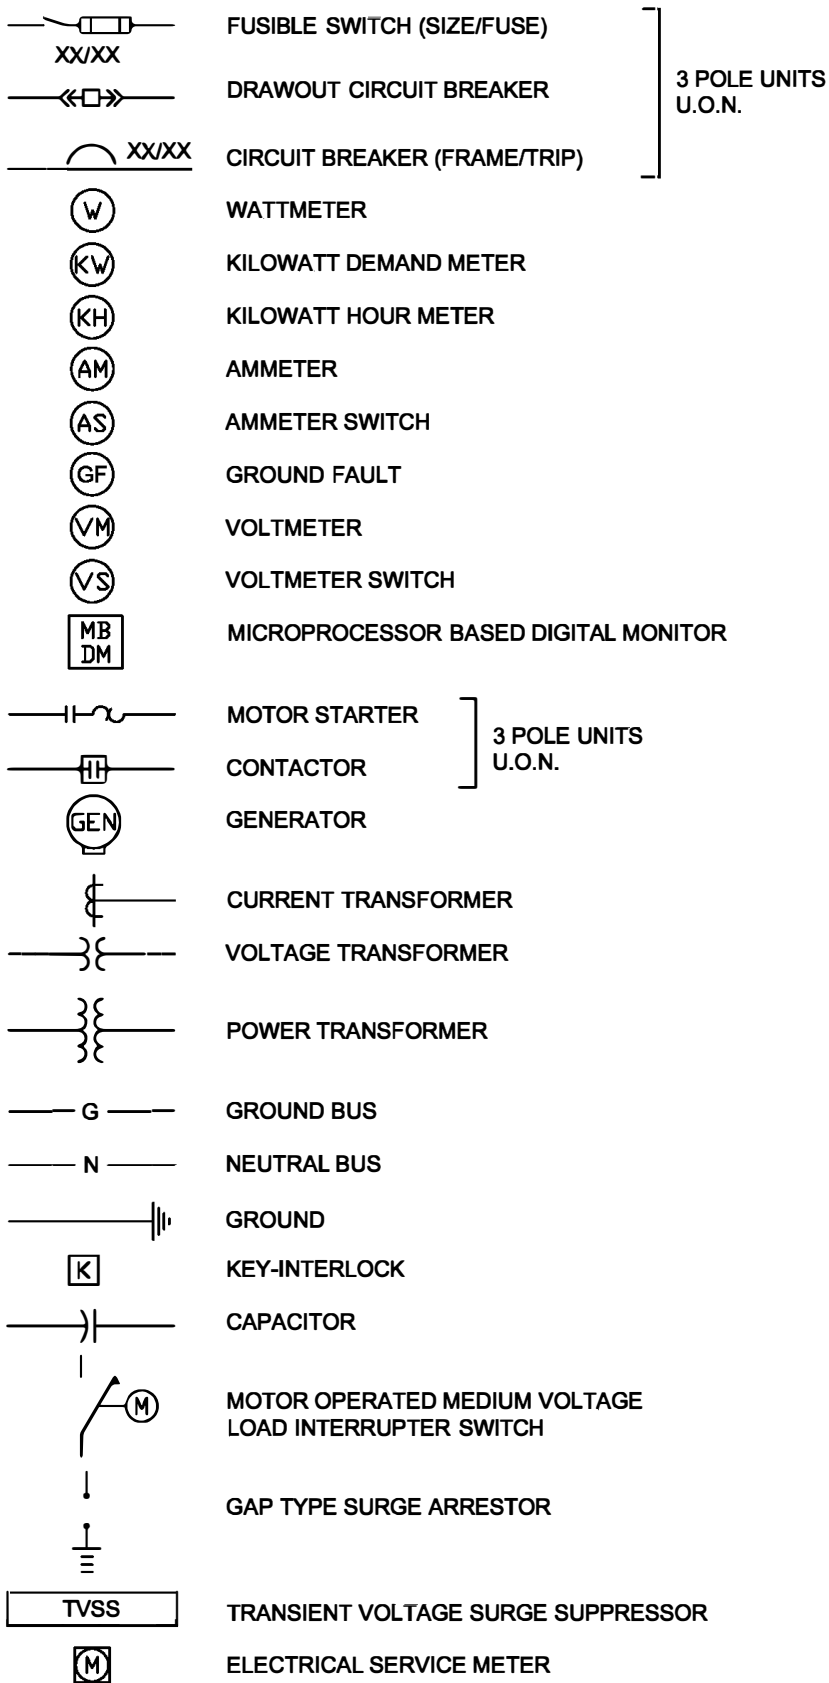 FUSIBLE SWITCH (SIZE/FUSE)
XX/XX
3 POLE UNITS
U.O.N.
DRAWOUT CIRCUIT BREAKER
XX/XX
CIRCUIT BREAKER (FRAME/TRIP)
W
WATTMETER
KW
KILOWATT DEMAND METER
KH
KILOWATT HOUR METER
AM
AMMETER
AS
AMMETER SWITCH
GF
GROUND FAULT
VM
VOLTMETER
VS
VOLTMETER SWITCH
MB
DM
MICROPROCESSOR BASED DIGITAL MONITOR
MOTOR STARTER
3 POLE UNITS
U.O.N.
CONTACTOR
GEN
GENERATOR
CURRENT TRANSFORMER
VOLTAGE TRANSFORMER
POWER TRANSFORMER
G
GROUND BUS
N
NEUTRAL BUS
GROUND
K
KEY-INTERLOCK
CAPACITOR
M
MOTOR OPERATED MEDIUM VOLTAGE
LOAD INTERRUPTER SWITCH
GAP TYPE SURGE ARRESTOR
TVSS
TRANSIENT VOLTAGE SURGE SUPPRESSOR
M
ELECTRICAL SERVICE METER